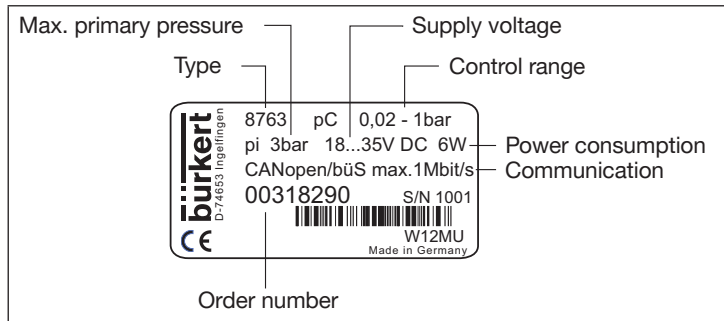 Max. primary pressure
Supply voltage
Type
Control range
8763 pC 0,02 - 1bar
pi 3bar 18...35V DC 6W
Power consumption
CANopen/büS max.1Mbit/s
Communication
00318290 S/N 1001
W12MU
Made in Germany
bürkert
D-74653 Ingelfingen
CE
Order number